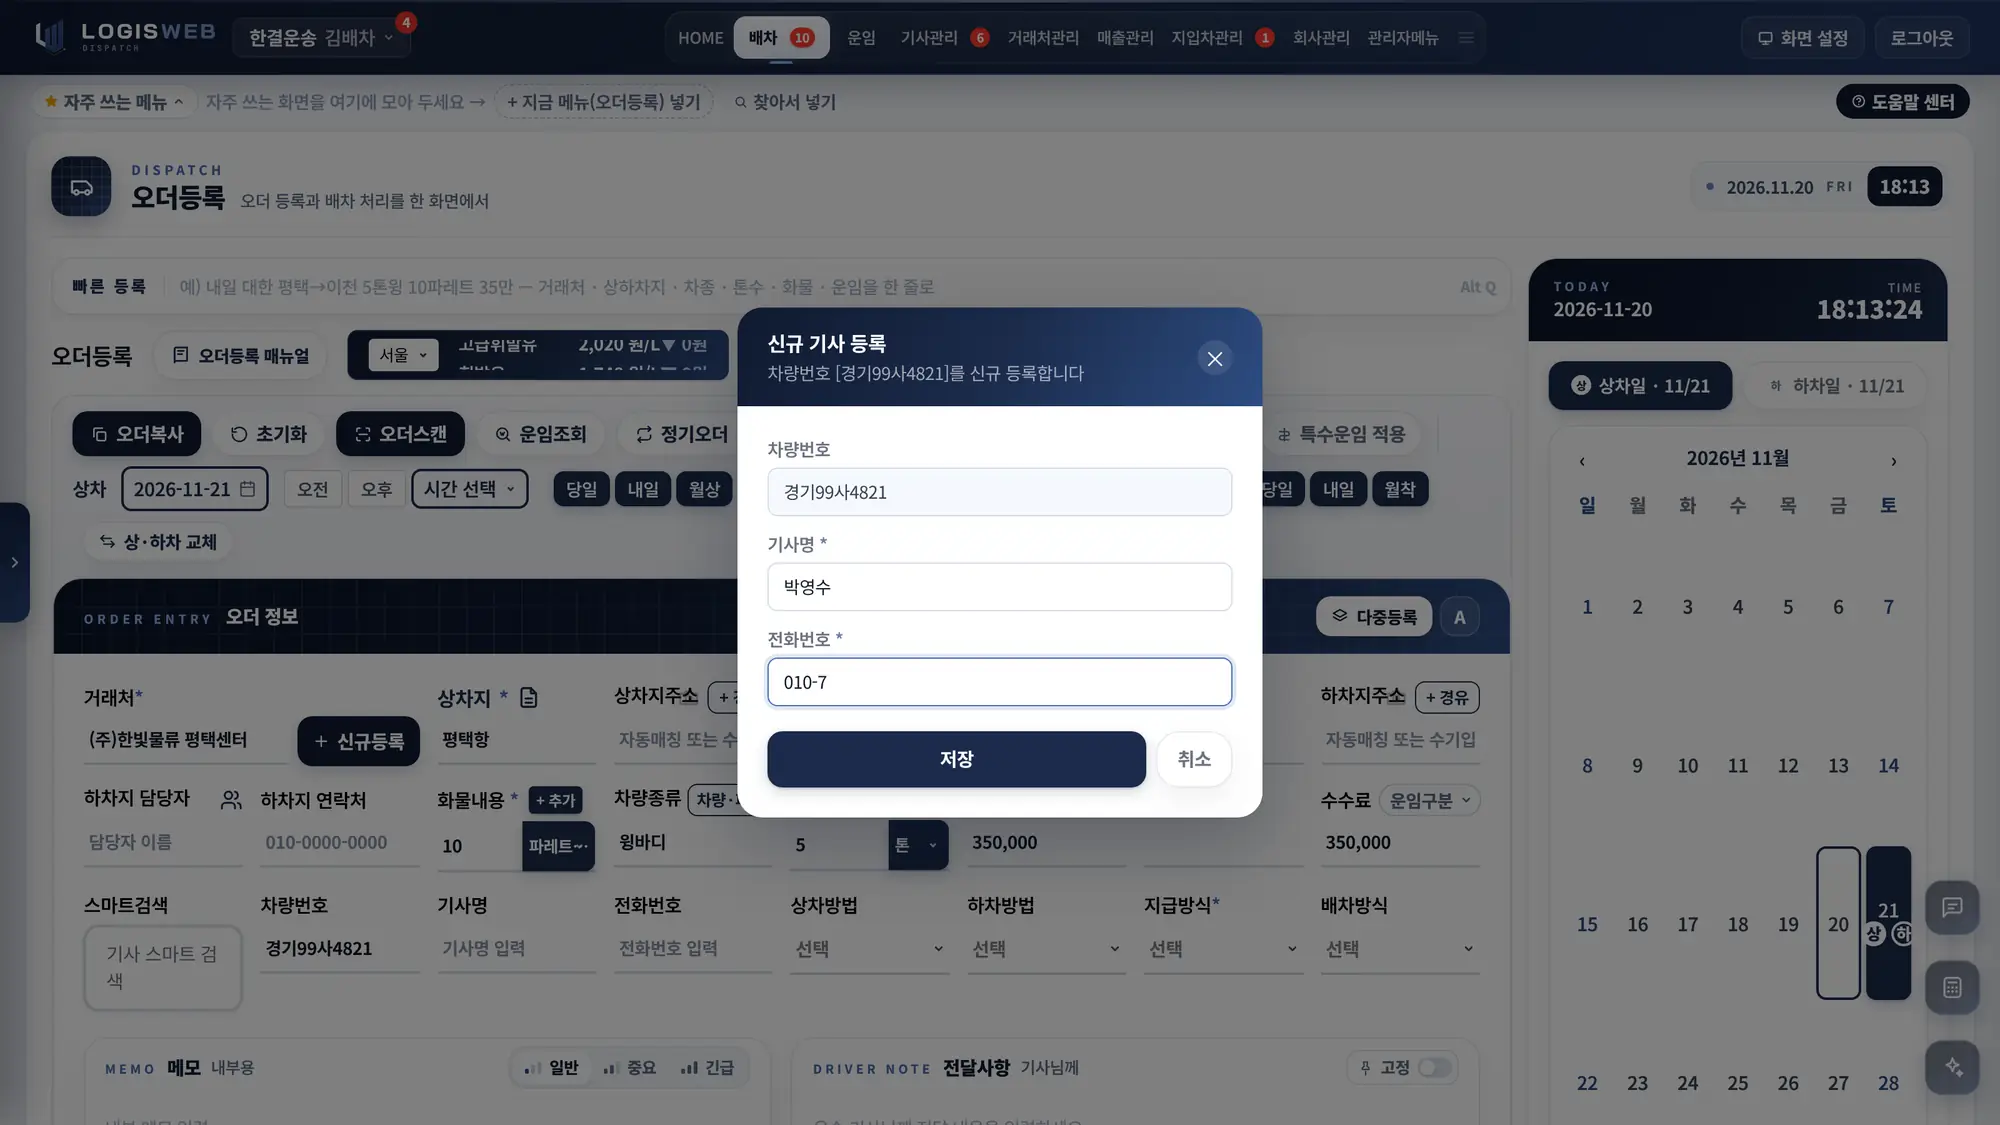 LOGISWEB
DISPATCH
한결운송 김배차
4
HOME
배차 10
운임
기사관리 6
거래처관리
매출관리
지입차관리 1
회사관리
관리자메뉴
화면 설정
로그아웃
자주 쓰는 메뉴
자주 쓰는 화면을 여기에 모아 두세요 →
+ 지금 메뉴(오더등록) 넣기
찾아서 넣기
도움말 센터
DISPATCH
오더등록 오더 등록과 배차 처리를 한 화면에서
2026.11.20 FRI 18:13
빠른 등록
예) 내일 대한 평택→이천 5톤윙 10파레트 35만 — 거래처 · 상하차지 · 차종 · 톤수 · 화물 · 운임을 한 줄로
Alt Q
TODAY
2026-11-20
TIME
18:13:24
오더등록
오더등록 매뉴얼
서울
고급휘발유 2,020 원/L ▼ 0원
오더복사
초기화
오더스캔
운임조회
정기오더
특수운임 적용
상차
2026-11-21
오전
오후
시간 선택
당일
내일
월상
당일
내일
월착
상·하차 교체
상 상차일 · 11/21
하 하차일 · 11/21
‹ 2026년 11월 ›
일 월 화 수 목 금 토
1 2 3 4 5 6 7
8 9 10 11 12 13 14
15 16 17 18 19 20 21
상 하
22 23 24 25 26 27 28
신규 기사 등록
차량번호 [경기99사4821]를 신규 등록합니다
차량번호
경기99사4821
기사명 *
박영수
전화번호 *
010-7
저장
취소
ORDER ENTRY 오더 정보
다중등록
A
거래처*
(주)한빛물류 평택센터
+ 신규등록
상차지 *
평택항
상차지주소
자동매칭 또는 수
하차지주소
+ 경유
자동매칭 또는 수기입
하차지 담당자
담당자 이름
하차지 연락처
010-0000-0000
화물내용 *
+ 추가
10
파레트
차량종류
차량·
윙바디
5
톤
350,000
수수료
운임구분
350,000
스마트검색
기사 스마트 검
색
차량번호
경기99사4821
기사명
기사명 입력
전화번호
전화번호 입력
상차방법
선택
하차방법
선택
지급방식*
선택
배차방식
선택
MEMO 메모 내부용
일반
중요
긴급
DRIVER NOTE 전달사항 기사님께
고정